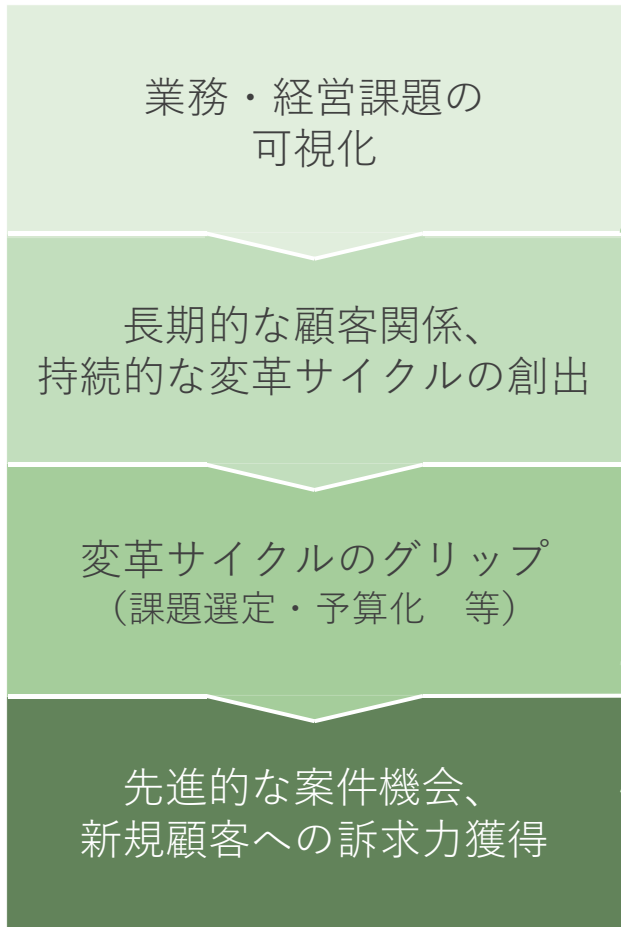 業務・経営課題の
可視化
長期的な顧客関係、
持続的な変革サイクルの創出
変革サイクルのグリップ
（課題選定・予算化　等）
先進的な案件機会、
新規顧客への訴求力獲得